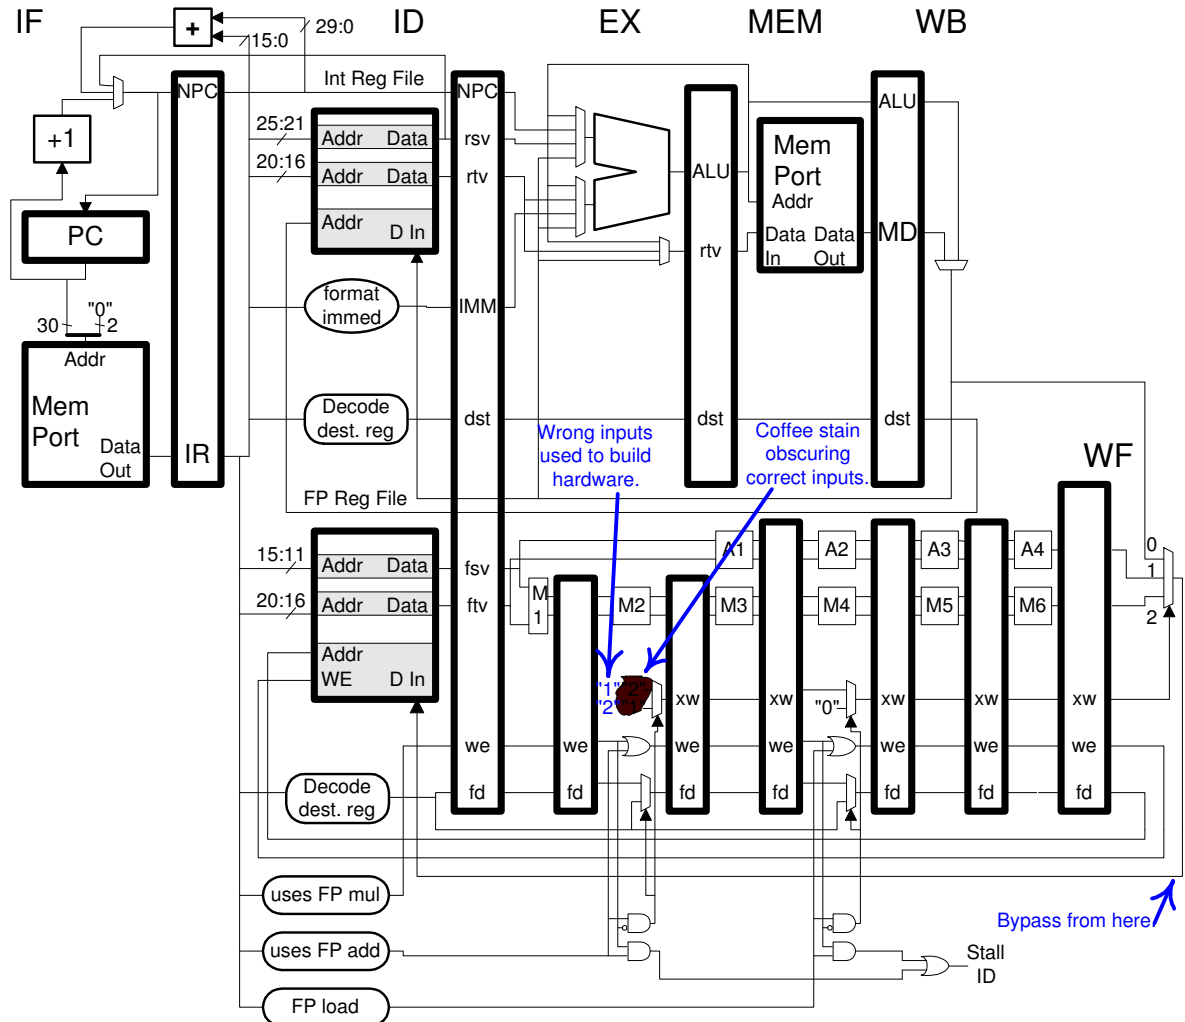 IF
ID
EX
MEM
WB
+
29:0
15:0
Int Reg File
NPC
NPC
ALU
+1
25:21
Addr Data
rsv
20:16
Addr Data
rtv
ALU
Mem
Port
Addr
PC
Addr
D In
rtv
Data
In
Data
Out
MD
"0"
30
2
format
immed
IMM
Addr
Mem
Port
Data
Out
IR
Decode
dest. reg
dst
dst
dst
Wrong inputs
used to build
hardware.
Coffee stain
obscuring
correct inputs.
WF
FP Reg File
15:11
Addr Data
fsv
A1
A2
A3
A4
0
1
20:16
Addr Data
ftv
M
1
M2
M3
M4
M5
M6
2
Addr
WE D In
"1" "2"
"2" "1"
xw
"0"
xw
xw
xw
xw
we
we
we
we
we
we
we
Decode
dest. reg
fd
fd
fd
fd
fd
fd
fd
uses FP mul
Bypass from here
uses FP add
Stall
ID
FP load